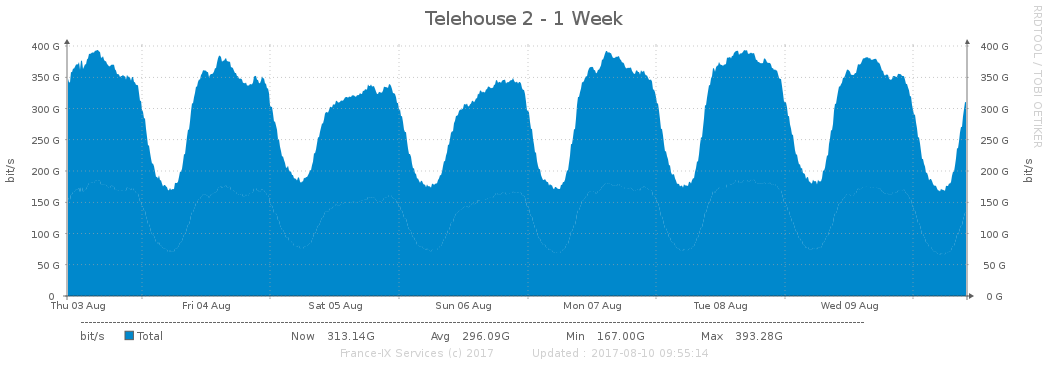 Telehouse 2 - 1 Week
RRDTOOL / TOBI OETIKER
400 G 400 G
350 G 350 G
300 G 300 G
250 G 250 G
200 G 200 G
150 G 150 G
100 G 100 G
50 G 50 G
0 0 G
bit/s bit/s
Thu 03 Aug Fri 04 Aug Sat 05 Aug Sun 06 Aug Mon 07 Aug Tue 08 Aug Wed 09 Aug
bit/s Total Now 313.14G Avg 296.09G Min 167.00G Max 393.28G
France-IX Services (c) 2017 Updated : 2017-08-10 09:55:14